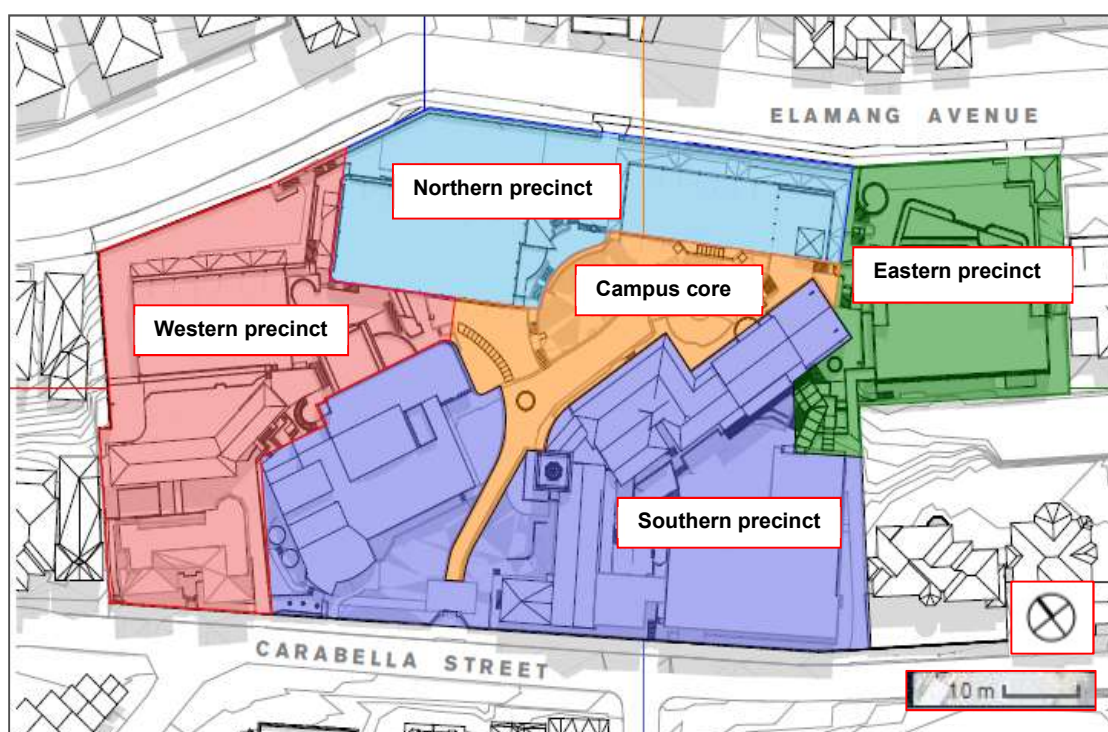 ELAMANG AVENUE
Northern precinct
Eastern precinct
Campus core
Western precinct
Southern precinct
CARABELLA STREET
10 m